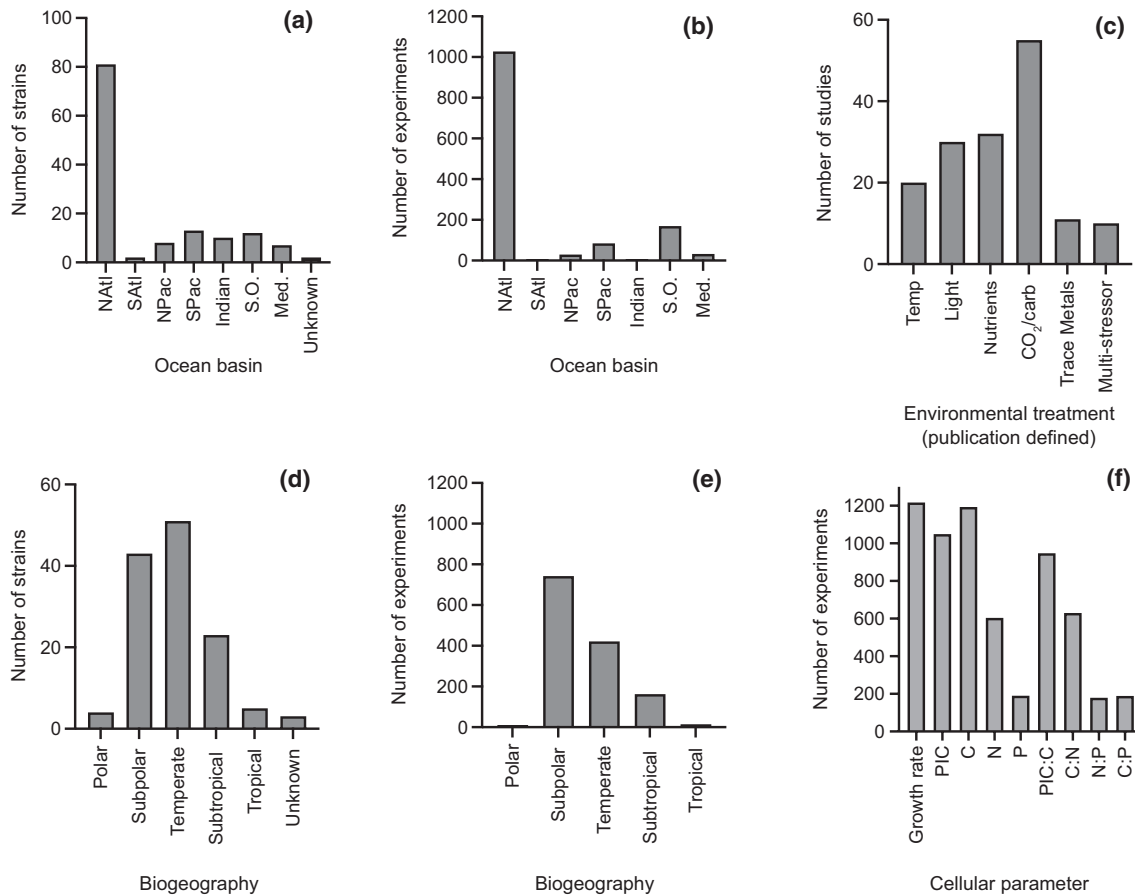 (a)
Number of strains
100
80
60
40
20
0
NAtl
SAtl
NPac
SPac
Indian
S.O.
Med.
Unknown
Ocean basin
(b)
Number of experiments
1200
1000
800
600
400
200
0
NAtl
SAtl
NPac
SPac
Indian
S.O.
Med.
Ocean basin
(c)
Number of studies
60
40
20
0
Temp
Light
Nutrients
CO₂/carb
Trace Metals
Multi-stressor
Environmental treatment
(publication defined)
(d)
Number of strains
60
40
20
0
Polar
Subpolar
Temperate
Subtropical
Tropical
Unknown
Biogeography
(e)
Number of experiments
1200
1000
800
600
400
200
0
Polar
Subpolar
Temperate
Subtropical
Tropical
Biogeography
(f)
Number of experiments
1200
1000
800
600
400
200
0
Growth rate
PIC
C
N
P
PIC:C
C:N
N:P
C:P
Cellular parameter